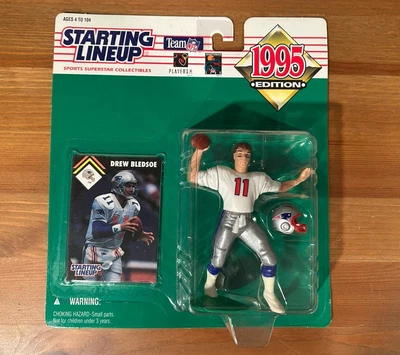 AGES 4 TO 104
STARTING
LINEUP
SPORTS SUPERSTAR COLLECTIBLES
Team NFL
PLAYERS
1995
EDITION
DREW BLEDSOE
11
11
STARTING
LINEUP
WARNING:
CHOKING HAZARD-Small parts.
Not for children under 3 years.